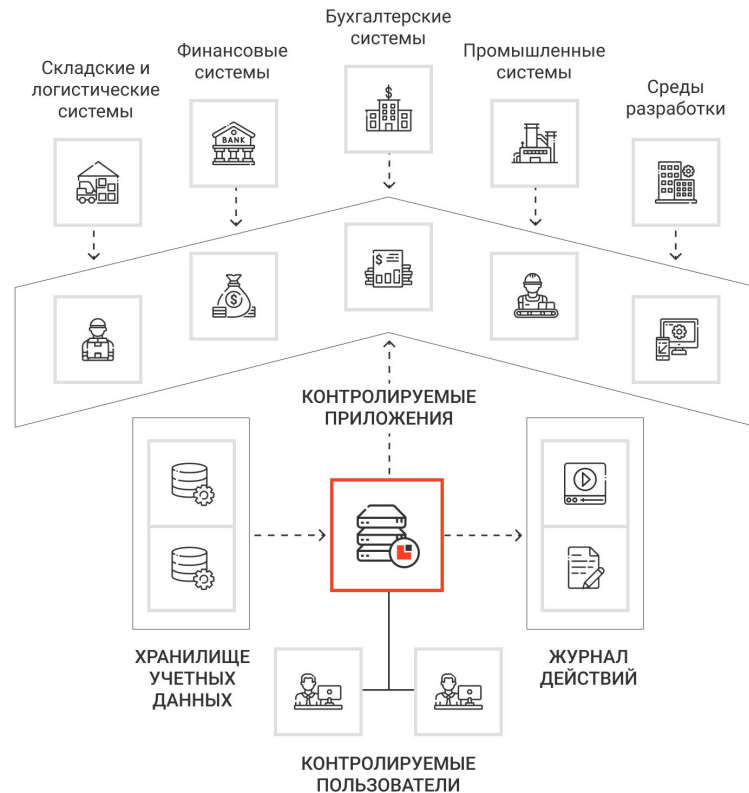 Бухгалтерские
системы
Финансовые
системы
Промышленные
системы
Складские и
логистические
системы
Среды
разработки
$
BANK
$
$
КОНТРОЛИРУЕМЫЕ
ПРИЛОЖЕНИЯ
ХРАНИЛИЩЕ
УЧЕТНЫХ
ДАННЫХ
ЖУРНАЛ
ДЕЙСТВИЙ
КОНТРОЛИРУЕМЫЕ
ПОЛЬЗОВАТЕЛИ